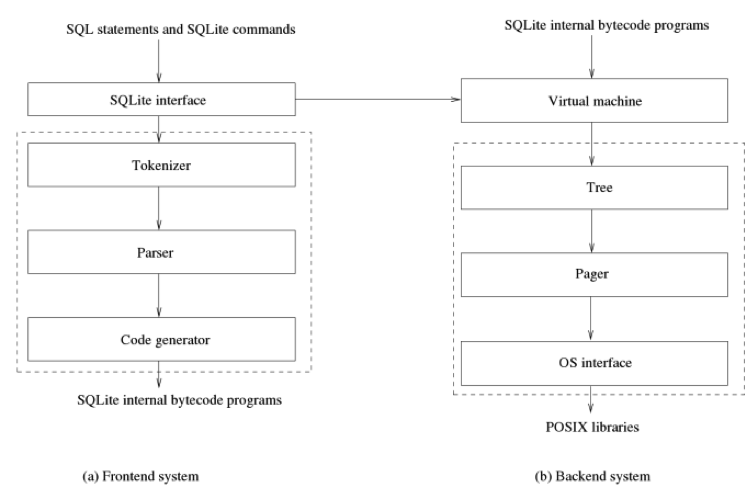 SQL statements and SQLite commands
SQLite interface
Tokenizer
Parser
Code generator
SQLite internal bytecode programs
(a) Frontend system
SQLite internal bytecode programs
Virtual machine
Tree
Pager
OS interface
POSIX libraries
(b) Backend system